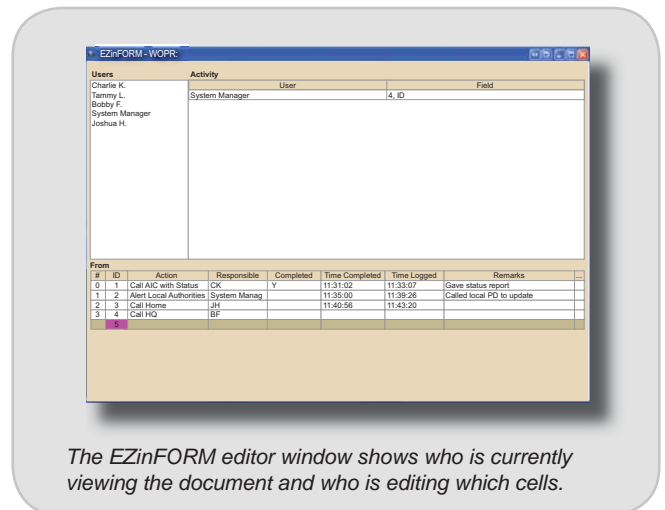 EZinFORM - WOPR:
Users Activity
Charlie K.
Tammy L.
Bobby F.
System Manager
Joshua H.
User Field
System Manager 4, ID
From
# ID Action Responsible Completed Time Completed Time Logged Remarks ...
0 1 Call AIC with Status CK Y 11:31:02 11:33:07 Gave status report
1 2 Alert Local Authorities System Manag 11:35:00 11:39:26 Called local PD to update
2 3 Call Home JH 11:40:56 11:43:20
3 4 Call HQ BF
5
The EZinFORM editor window shows who is currently
viewing the document and who is editing which cells.